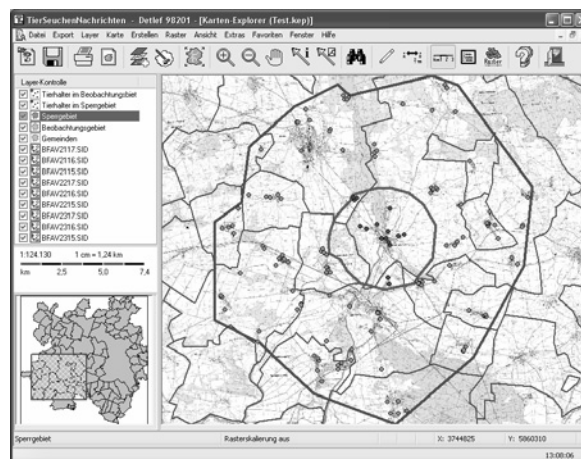 TierSeuchenNachrichten - Detlef 98201 - [Karten-Explorer (Test.kep)]
Datei Export Layer Karte Erstellen Raster Ansicht Extras Favoriten Fenster Hilfe
Raster
Layer-Kontrolle
Tierhalter im Beobachtungsbiet
Tierhalter im Sperrgebiet
Sperrgebiet
Beobachtungsgebiet
Gemeinden
BFAV2117.SID
BFAV2116.SID
BFAV2115.SID
BFAV2217.SID
BFAV2216.SID
BFAV2215.SID
BFAV2317.SID
BFAV2316.SID
BFAV2315.SID
1:124.130 1 cm = 1,24 km
km 2,5 5,0 7,4
Sperrgebiet Rasterskalierung aus X: 3744825 Y: 5860310
13:08:06